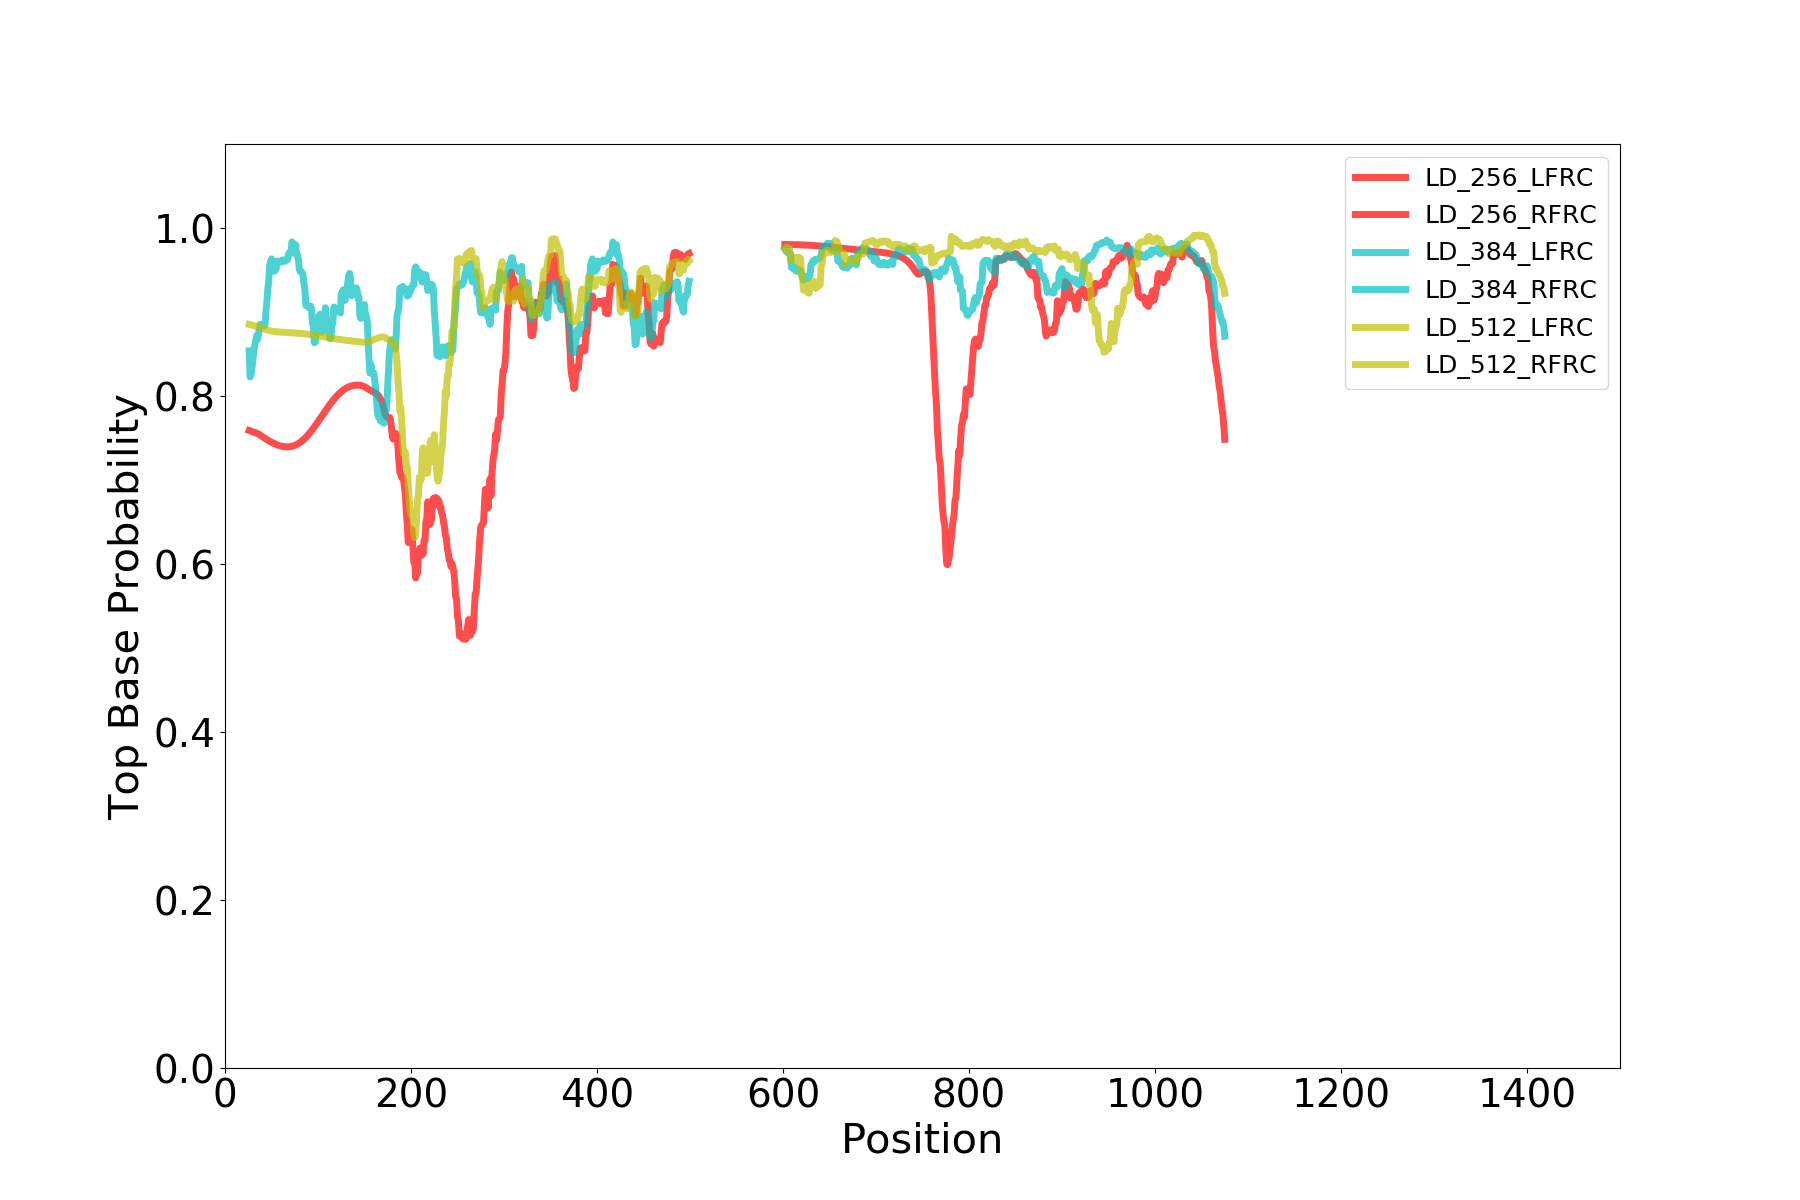 LD_256_LFRC
LD_256_RFRC
LD_384_LFRC
LD_384_RFRC
LD_512_LFRC
LD_512_RFRC
1.0
0.8
0.6
0.4
0.2
0.0
Top Base Probability
0 200 400 600 800 1000 1200 1400
Position